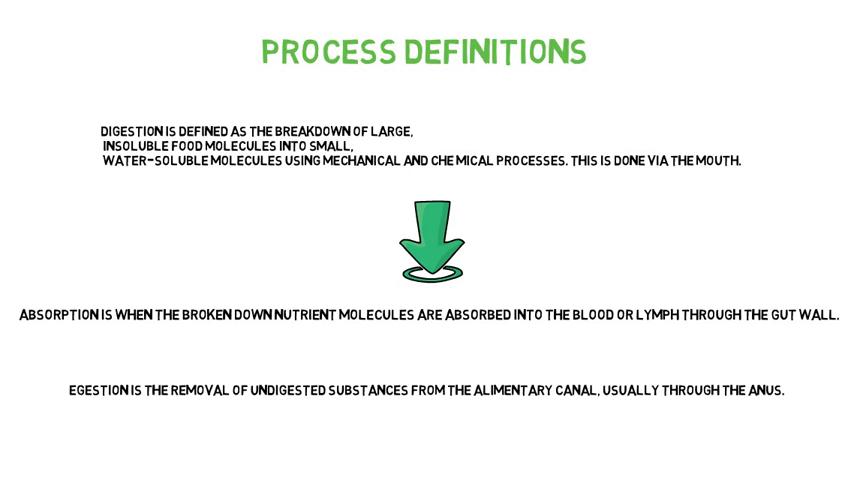 PROCESS DEFINITIONS
DIGESTION IS DEFINED AS THE BREAKDOWN OF LARGE,
INSOLUBLE FOOD MOLECULES INTO SMALL,
WATER-SOLUBLE MOLECULES USING MECHANICAL AND CHEMICAL PROCESSES. THIS IS DONE VIA THE MOUTH.
ABSORPTION IS WHEN THE BROKEN DOWN NUTRIENT MOLECULES ARE ABSORBED INTO THE BLOOD OR LYMPH THROUGH THE GUT WALL.
EGESTION IS THE REMOVAL OF UNDIGESTED SUBSTANCES FROM THE ALIMENTARY CANAL, USUALLY THROUGH THE ANUS.